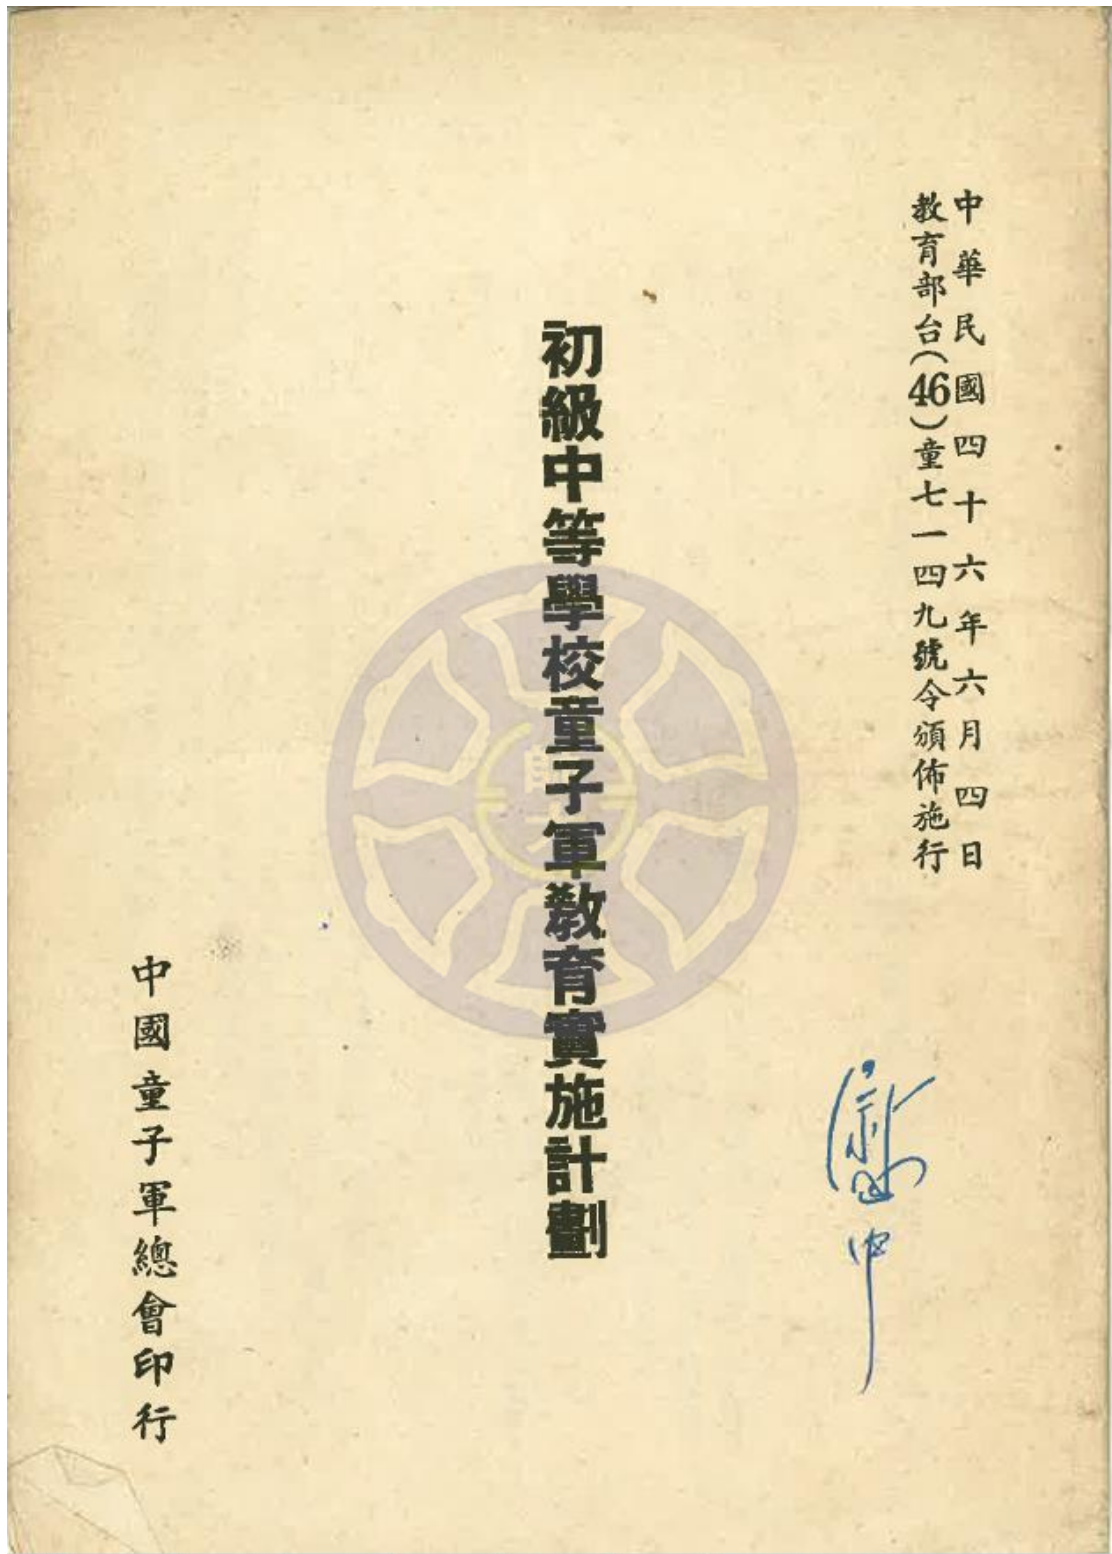 中華民國四十六年六月四日
教育部台(46)童七一四九號令頒佈施行
初級中等學校童子軍教育實施計劃
中國童子軍總會印行